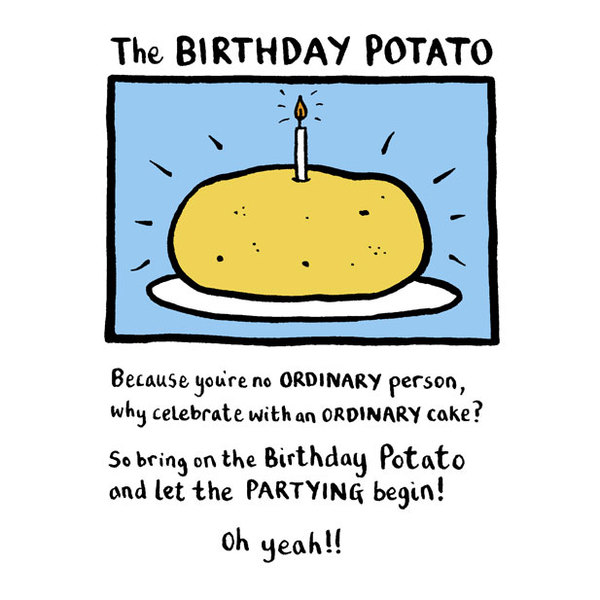 The BIRTHDAY POTATO
Because you're no ORDINARY person,
why celebrate with an ORDINARY cake?
So bring on the Birthday Potato
and let the PARTYING begin!
Oh yeah!!